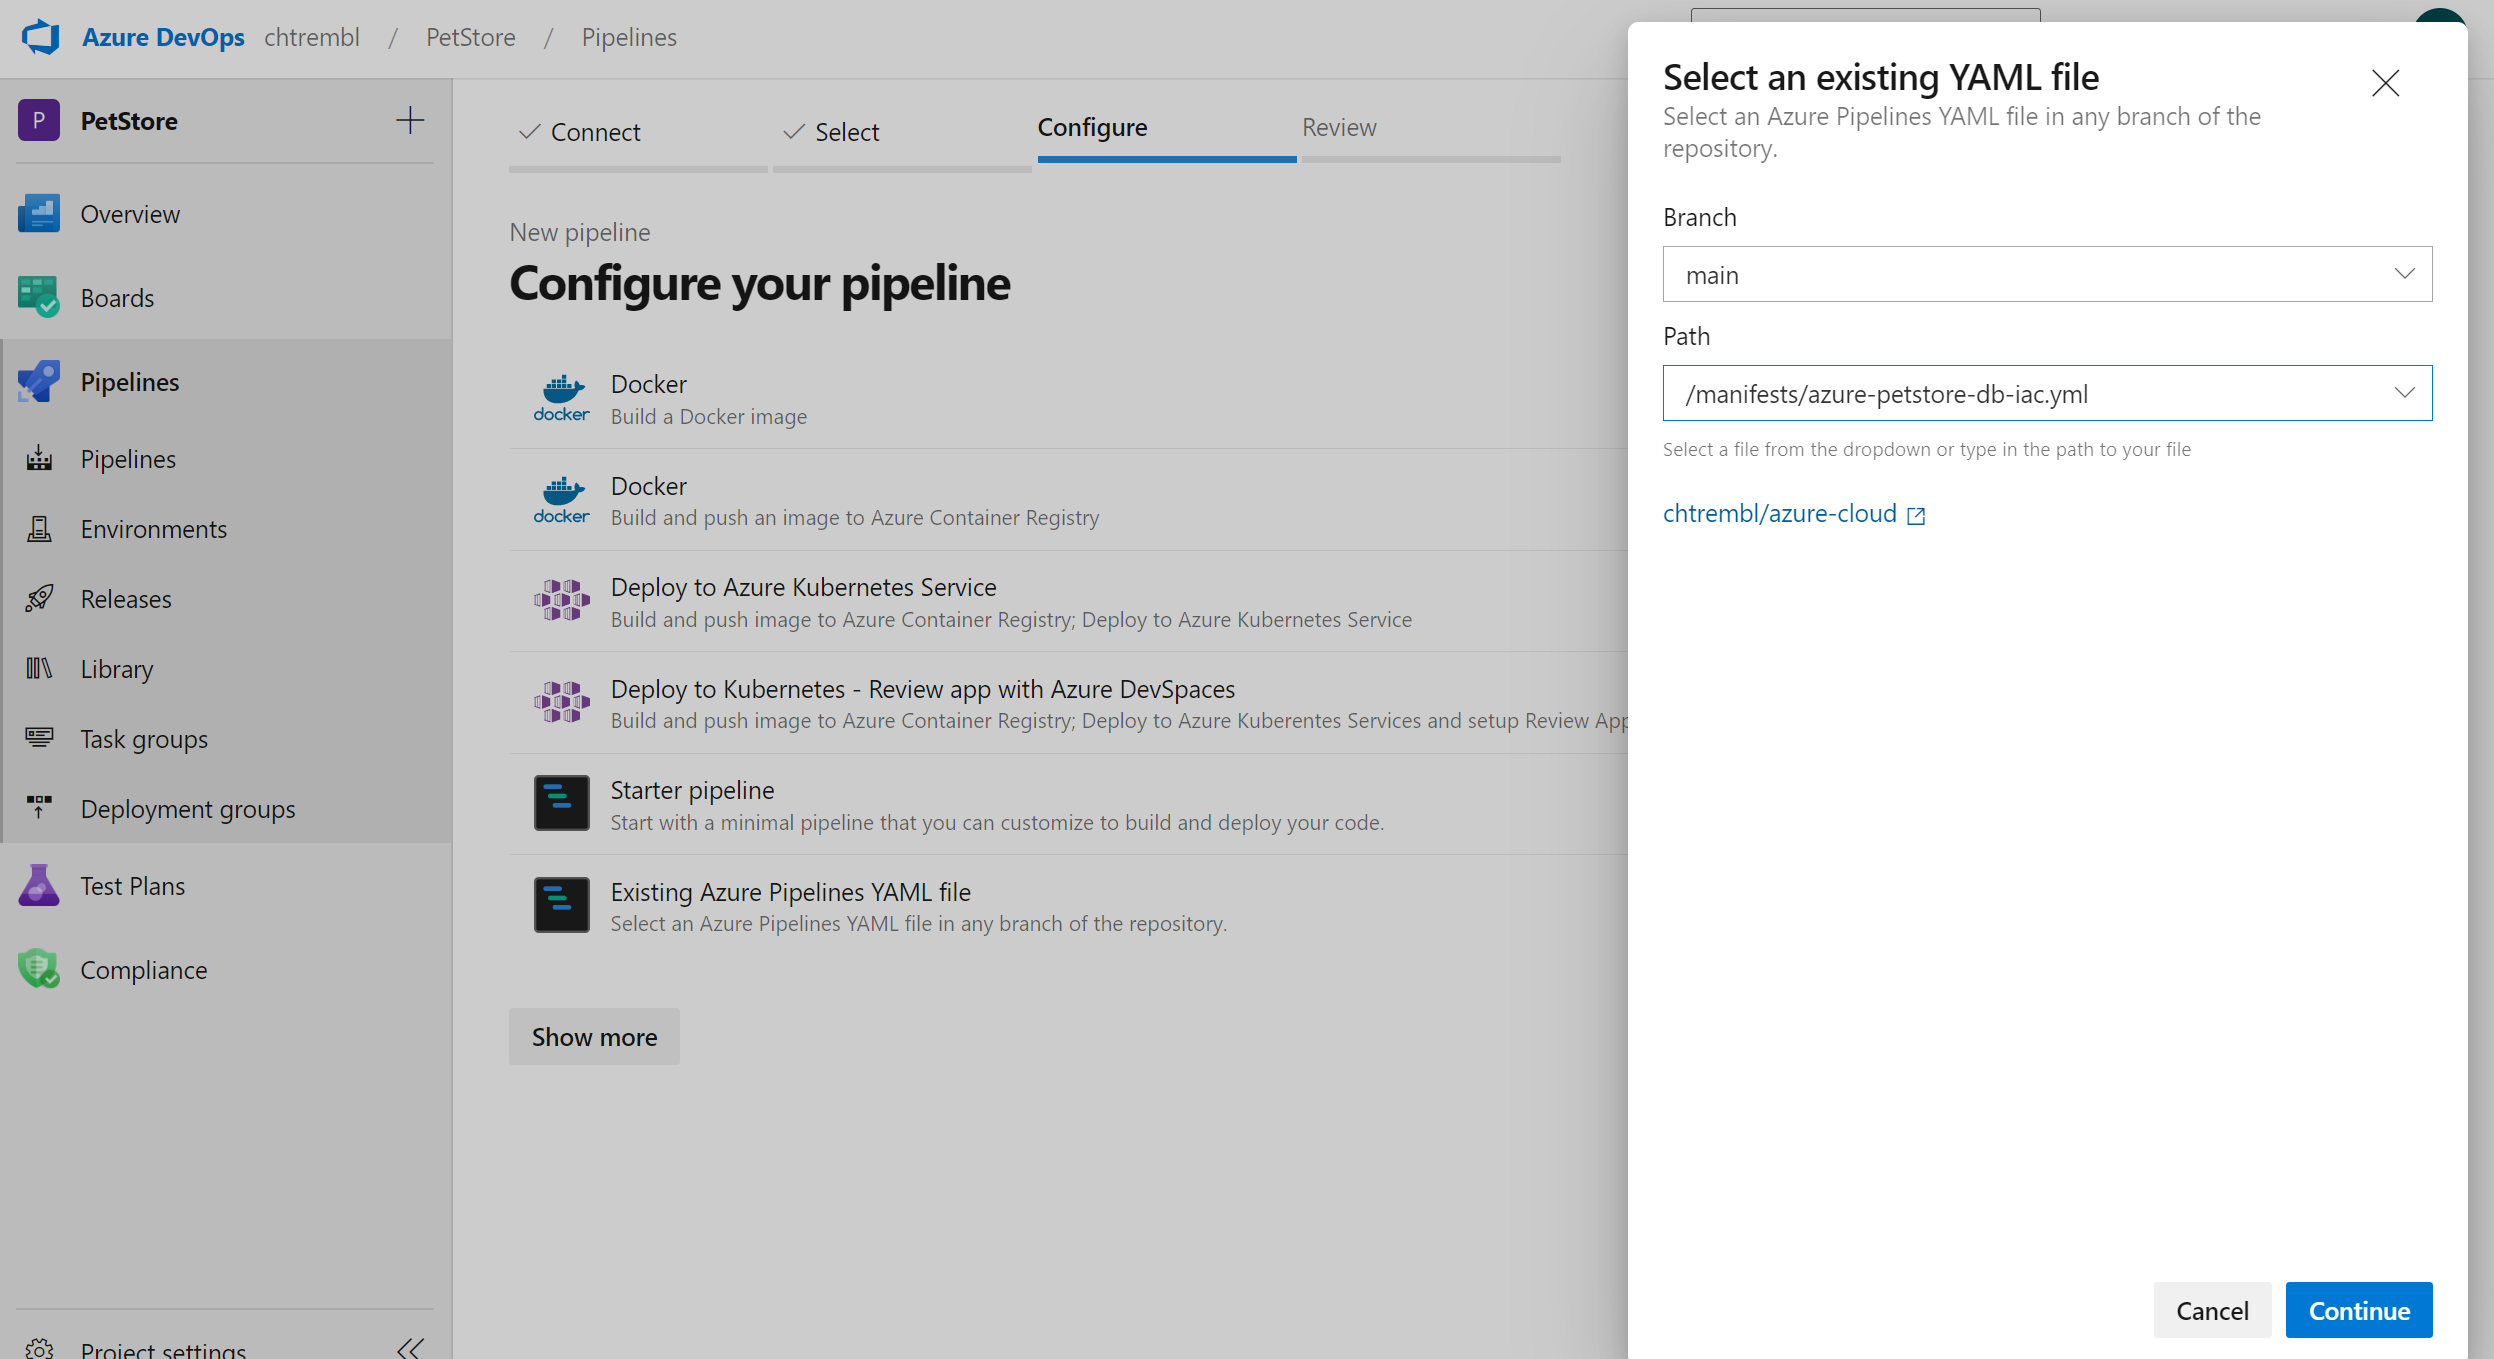 Azure DevOps chtrembl / PetStore / Pipelines
P PetStore
Overview
Boards
Pipelines
Pipelines
Environments
Releases
Library
Task groups
Deployment groups
Test Plans
Compliance
Project settings
Connect
Select
Configure
Review
New pipeline
Configure your pipeline
docker
Docker
Build a Docker image
docker
Docker
Build and push an image to Azure Container Registry
Deploy to Azure Kubernetes Service
Build and push image to Azure Container Registry; Deploy to Azure Kubernetes Service
Deploy to Kubernetes - Review app with Azure DevSpaces
Build and push image to Azure Container Registry; Deploy to Azure Kuberentes Services and setup Review App
Starter pipeline
Start with a minimal pipeline that you can customize to build and deploy your code.
Existing Azure Pipelines YAML file
Select an Azure Pipelines YAML file in any branch of the repository.
Show more
Select an existing YAML file
Select an Azure Pipelines YAML file in any branch of the
repository.
Branch
main
Path
/manifests/azure-petstore-db-iac.yml
Select a file from the dropdown or type in the path to your file
chtrembl/azure-cloud
Cancel
Continue